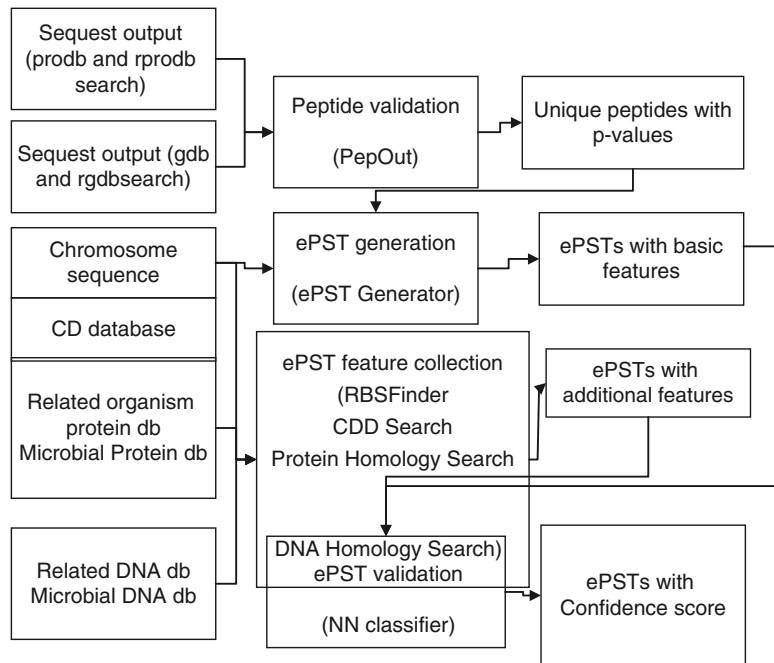 Sequest output
(prodb and rprodb
search)
Sequest output (gdb
and rgdbsearch)
Peptide validation
(PepOut)
Unique peptides with
p-values
Chromosome
sequence
CD database
Related organism
protein db
Microbial Protein db
Related DNA db
Microbial DNA db
ePST generation
(ePST Generator)
ePSTs with basic
features
ePST feature collection
(RBSFinder
CDD Search
Protein Homology Search
DNA Homology Search)
ePSTs with
additional features
ePST validation
(NN classifier)
ePSTs with
Confidence score